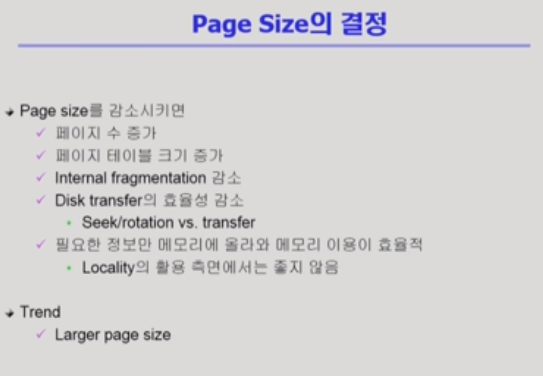 Page Size의 결정
Page size를 감소시키면
페이지 수 증가
페이지 테이블 크기 증가
Internal fragmentation 감소
Disk transfer의 효율성 감소
Seek/rotation vs. transfer
필요한 정보만 메모리에 올라와 메모리 이용이 효율적
Locality의 활용 측면에서는 좋지 않음
Trend
Larger page size